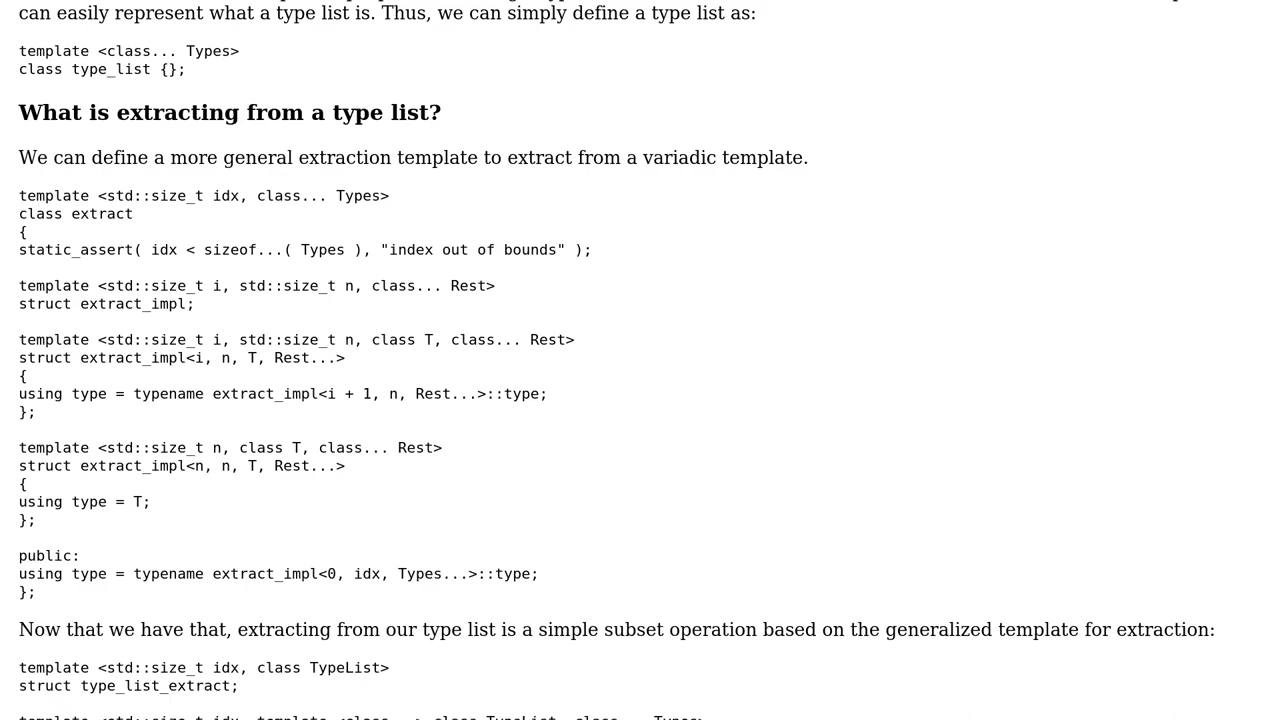 can easily represent what a type list is. Thus, we can simply define a type list as:
template <class... Types>
class type_list {};
What is extracting from a type list?
We can define a more general extraction template to extract from a variadic template.
template <std::size_t idx, class... Types>
class extract
{
static_assert( idx < sizeof...( Types ), "index out of bounds" );
template <std::size_t i, std::size_t n, class... Rest>
struct extract_impl;
template <std::size_t i, std::size_t n, class T, class... Rest>
struct extract_impl<i, n, T, Rest...>
{
using type = typename extract_impl<i + 1, n, Rest...>::type;
};
template <std::size_t n, class T, class... Rest>
struct extract_impl<n, n, T, Rest...>
{
using type = T;
};
public:
using type = typename extract_impl<0, idx, Types...>::type;
};
Now that we have that, extracting from our type list is a simple subset operation based on the generalized template for extraction:
template <std::size_t idx, class TypeList>
struct type_list_extract;